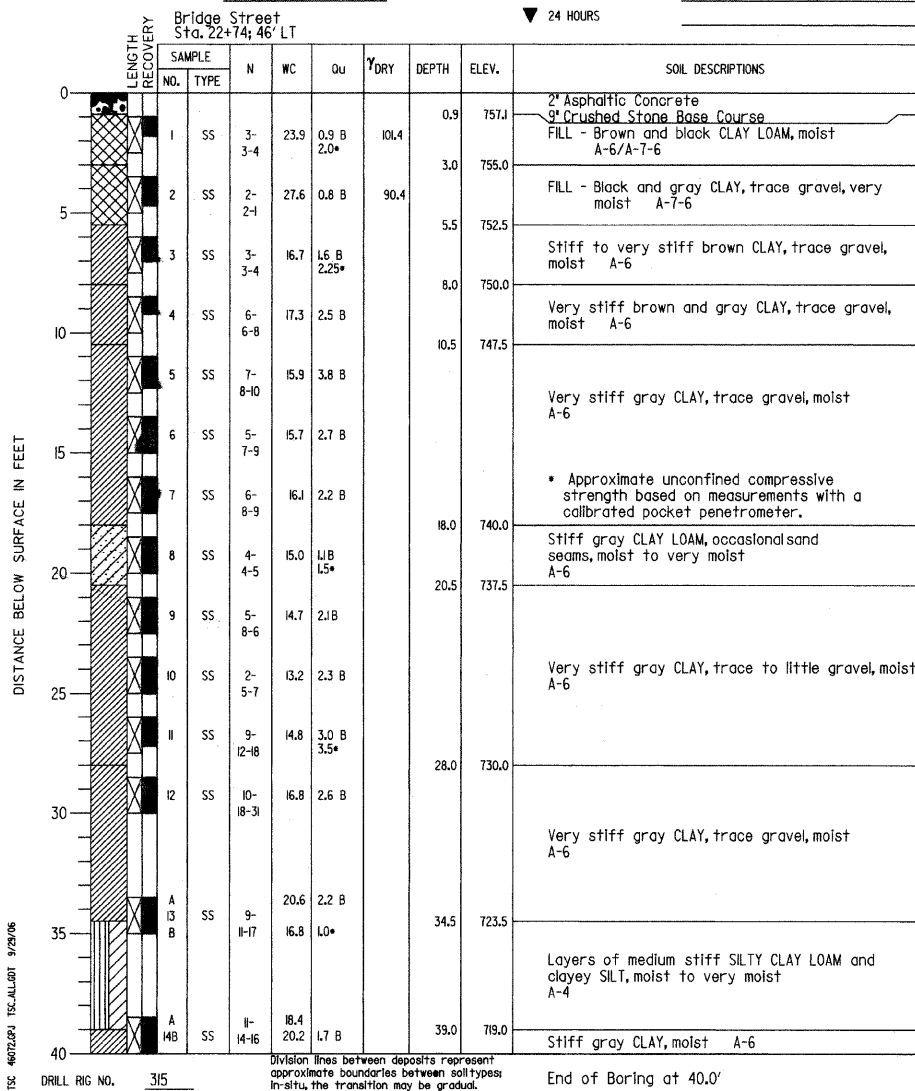 Bridge Street
Sta. 22+74; 46' LT
▼ 24 HOURS
LENGTH
RECOVERY
SAMPLE
NO. TYPE
N
WC
Qu
γDRY
DEPTH
ELEV.
SOIL DESCRIPTIONS
DISTANCE BELOW SURFACE IN FEET
0
2" Asphaltic Concrete
0.9 757.1
9" Crushed Stone Base Course
1 SS 3- 23.9 0.9 B 101.4 FILL - Brown and black CLAY LOAM, moist
3-4 2.0* A-6/A-7-6
3.0 755.0
2 SS 2- 27.6 0.8 B 90.4 FILL - Black and gray CLAY, trace gravel, very
2-1 moist A-7-6
5
5.5 752.5
3 SS 3- 16.7 1.6 B Stiff to very stiff brown CLAY, trace gravel,
3-4 2.25* moist A-6
8.0 750.0
4 SS 6- 17.3 2.5 B Very stiff brown and gray CLAY, trace gravel,
6-8 moist A-6
10
10.5 747.5
5 SS 7- 15.9 3.8 B
8-10
Very stiff gray CLAY, trace gravel, moist
A-6
6 SS 5- 15.7 2.7 B
7-9
15
7 SS 6- 16.1 2.2 B
8-9
* Approximate unconfined compressive
strength based on measurements with a
calibrated pocket penetrometer.
18.0 740.0
8 SS 4- 15.0 1.1 B Stiff gray CLAY LOAM, occasional sand
4-5 1.5* seams, moist to very moist
A-6
20
20.5 737.5
9 SS 5- 14.7 2.1 B
8-6
10 SS 2- 13.2 2.3 B Very stiff gray CLAY, trace to little gravel, moist
5-7 A-6
25
11 SS 9- 14.8 3.0 B
12-18 3.5*
28.0 730.0
12 SS 10- 16.8 2.6 B
18-31
30
Very stiff gray CLAY, trace gravel, moist
A-6
A 20.6 2.2 B
13 SS 9-
34.5 723.5
B 11-17 16.8 1.0*
35
Layers of medium stiff SILTY CLAY LOAM and
clayey SILT, moist to very moist
A-4
A 11- 18.4
39.0 719.0
14B SS 14-16 20.2 1.7 B Stiff gray CLAY, moist A-6
40
Division lines between deposits represent
approximate boundaries between soil types;
in-situ, the transition may be gradual.
End of Boring at 40.0'
DRILL RIG NO. 315
TSC 46072.GPJ TSC_ALL.GDT 9/29/06